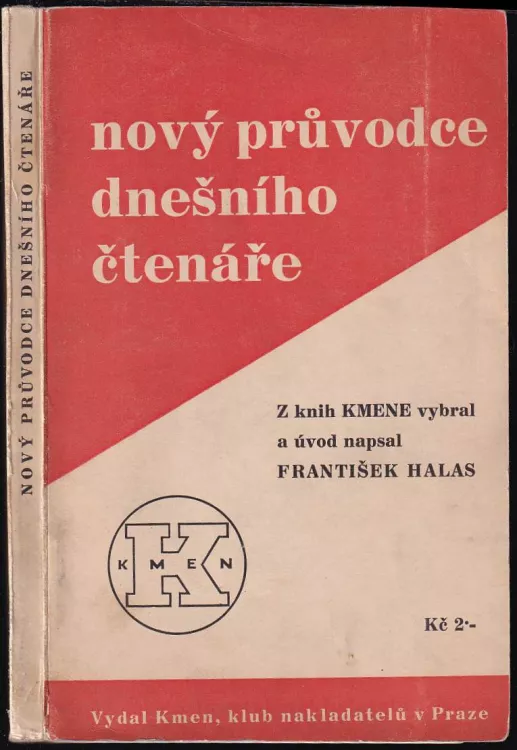 NOVÝ PRŮVODCE DNEŠNÍHO ČTENÁŘE
nový průvodce
dnešního
čtenáře
Z knih KMENE vybral
a úvod napsal
FRANTIŠEK HALAS
K
K M E N
Kč 2·-
Vydal Kmen, klub nakladatelů v Praze